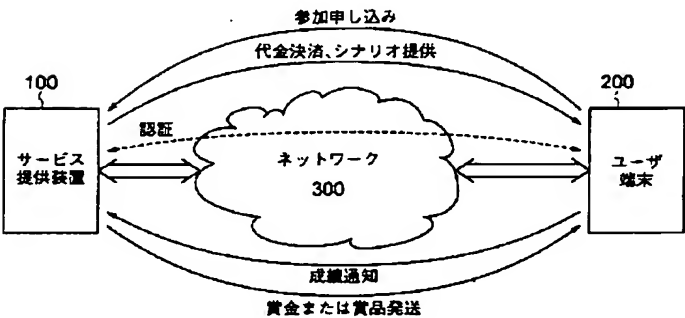 参加申し込み
代金決済、シナリオ提供
100
200
認証
サービス
提供装置
ネットワーク
300
ユーザ
端末
成績通知
賞金または賞品発送